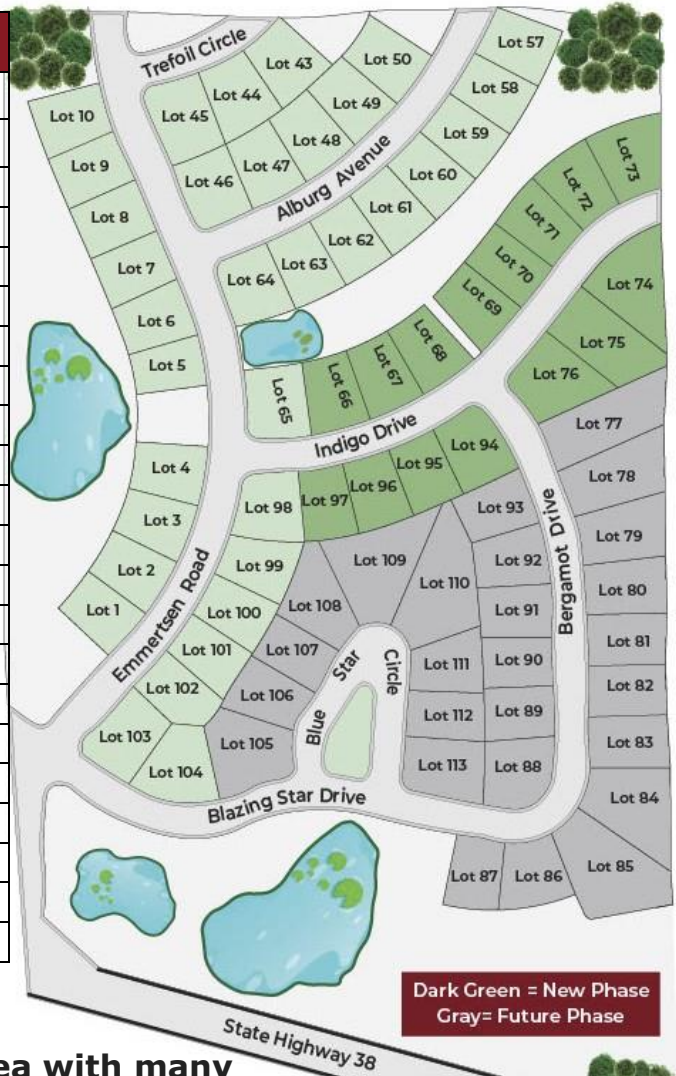 Trefoil Circle
Lot 57
Lot 50
Lot 43
Lot 58
Lot 44
Lot 49
Lot 10
Lot 45
Lot 59
Lot 48
Lot 73
Lot 9
Lot 47
Alburg Avenue
Lot 60
Lot 46
Lot 72
Lot 8
Lot 61
Lot 71
Lot 62
Lot 7
Lot 63
Lot 70
Lot 64
Lot 74
Lot 69
Lot 6
Lot 68
Lot 75
Lot 5
Lot 67
Lot 76
Lot 66
Lot 65
Indigo Drive
Lot 77
Lot 94
Lot 4
Lot 95
Lot 78
Lot 96
Lot 97
Lot 98
Lot 93
Lot 3
Lot 79
Bergamot Drive
Lot 109
Lot 92
Lot 99
Lot 2
Lot 110
Lot 80
Lot 108
Lot 91
Lot 1
Lot 100
Emmertsen Road
Lot 81
Lot 107
Lot 101
Lot 90
Lot 111
Blue Star Circle
Lot 82
Lot 102
Lot 106
Lot 89
Lot 112
Lot 103
Lot 105
Lot 83
Lot 113
Lot 88
Lot 104
Lot 84
Blazing Star Drive
Lot 85
Lot 87
Lot 86
Dark Green = New Phase
Gray= Future Phase
State Highway 38
ea with many